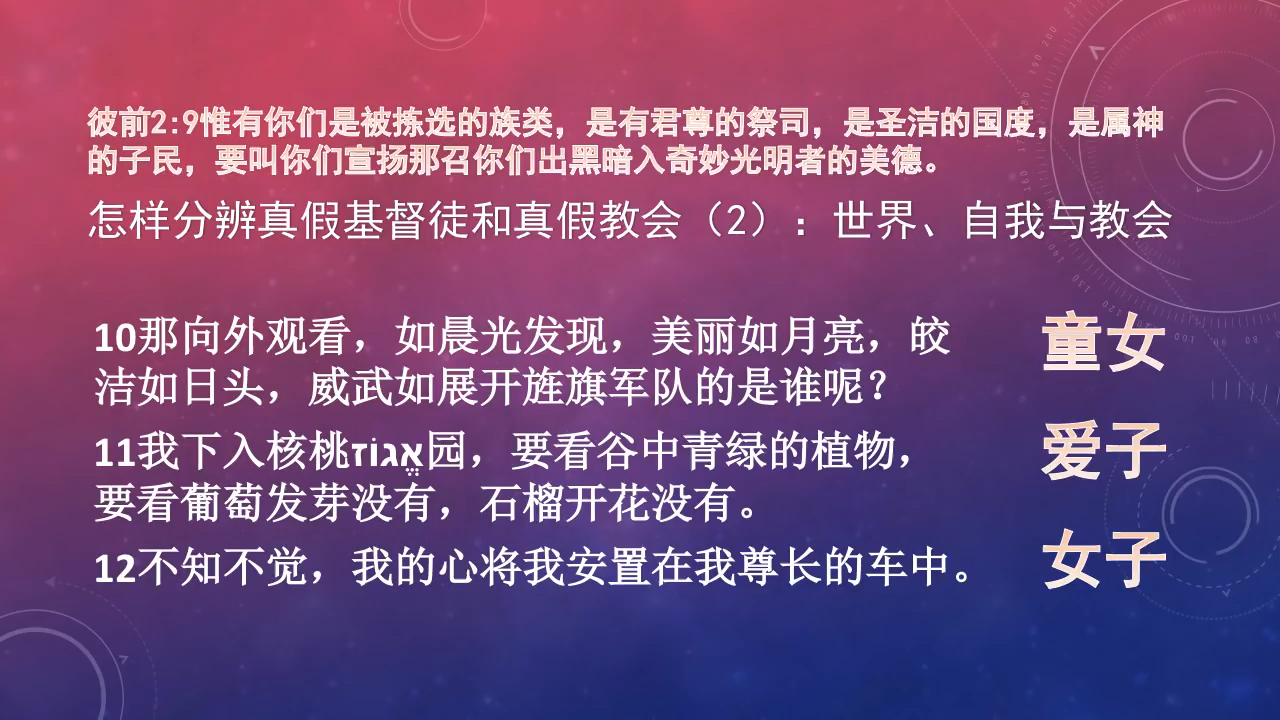 彼前2:9惟有你们是被拣选的族类，是有君尊的祭司，是圣洁的国度，是属神
的子民，要叫你们宣扬那召你们出黑暗入奇妙光明者的美德。
怎样分辨真假基督徒和真假教会（2）：世界、自我与教会
10那向外观看，如晨光发现，美丽如月亮，皎
洁如日头，威武如展开旌旗军队的是谁呢？
童女
11我下入核桃אֱגוֹז园，要看谷中青绿的植物，
要看葡萄发芽没有，石榴开花没有。
爱子
12不知不觉，我的心将我安置在我尊长的车中。
女子